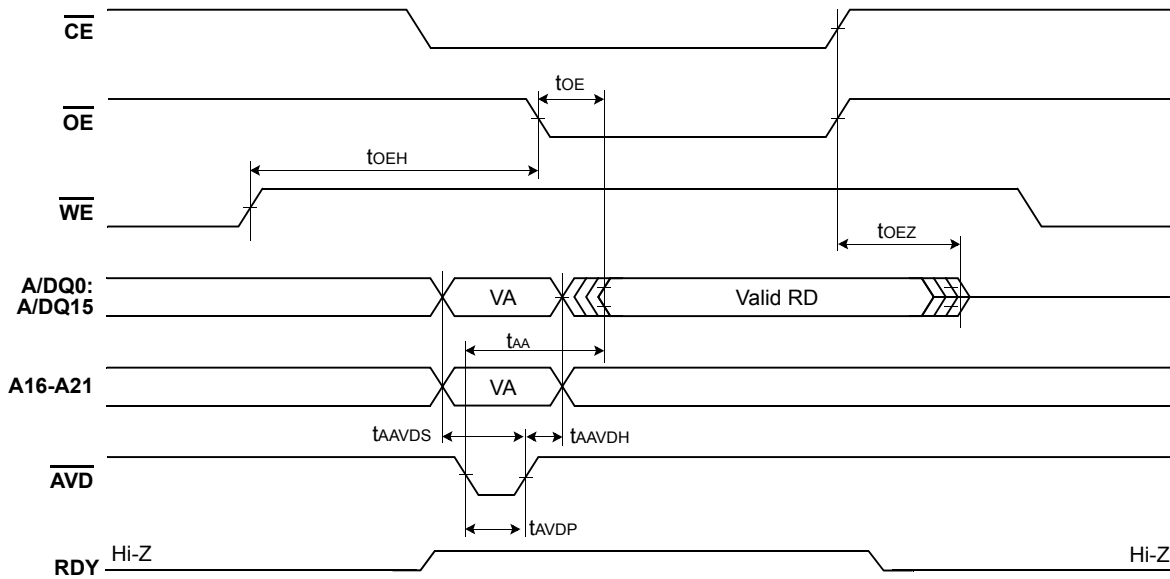 CE
tOE
OE
tOEH
WE
tOEZ
A/DQ0:
A/DQ15
VA
Valid RD
tAA
A16-A21
VA
tAAVDS
tAAVDH
AVD
tAVDP
Hi-Z
Hi-Z
RDY